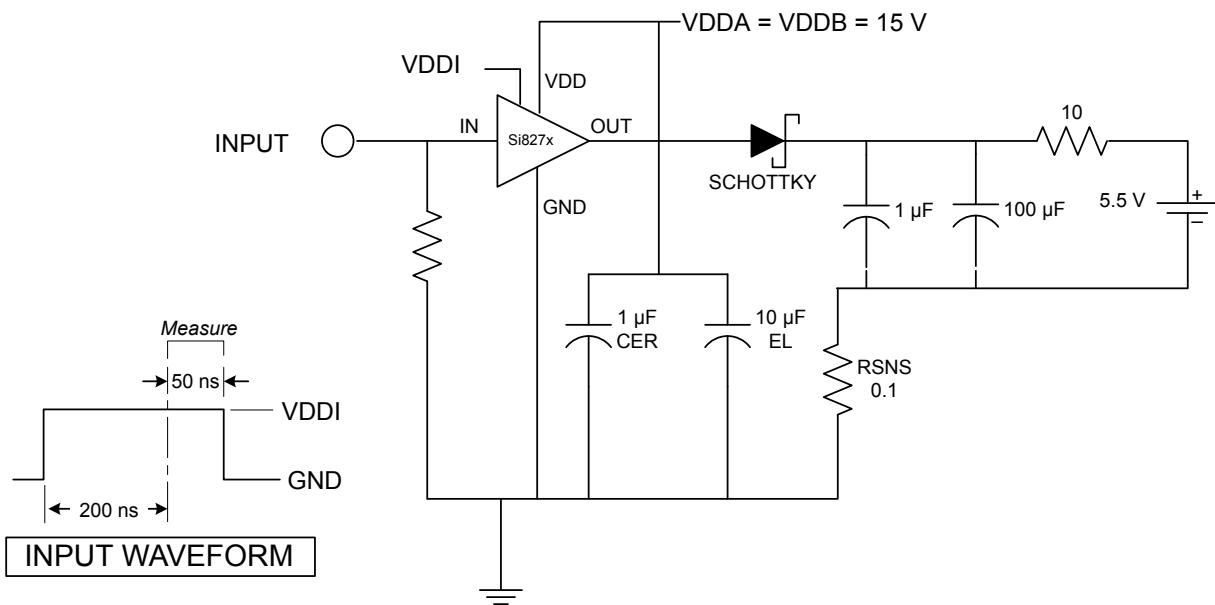 VDDA = VDDB = 15 V
VDDI
VDD
10
INPUT
IN
Si827x
OUT
SCHOTTKY
GND
1 µF
100 µF
5.5 V
+
–
Measure
50 ns
1 µF
CER
10 µF
EL
RSNS
0.1
VDDI
GND
200 ns
INPUT WAVEFORM